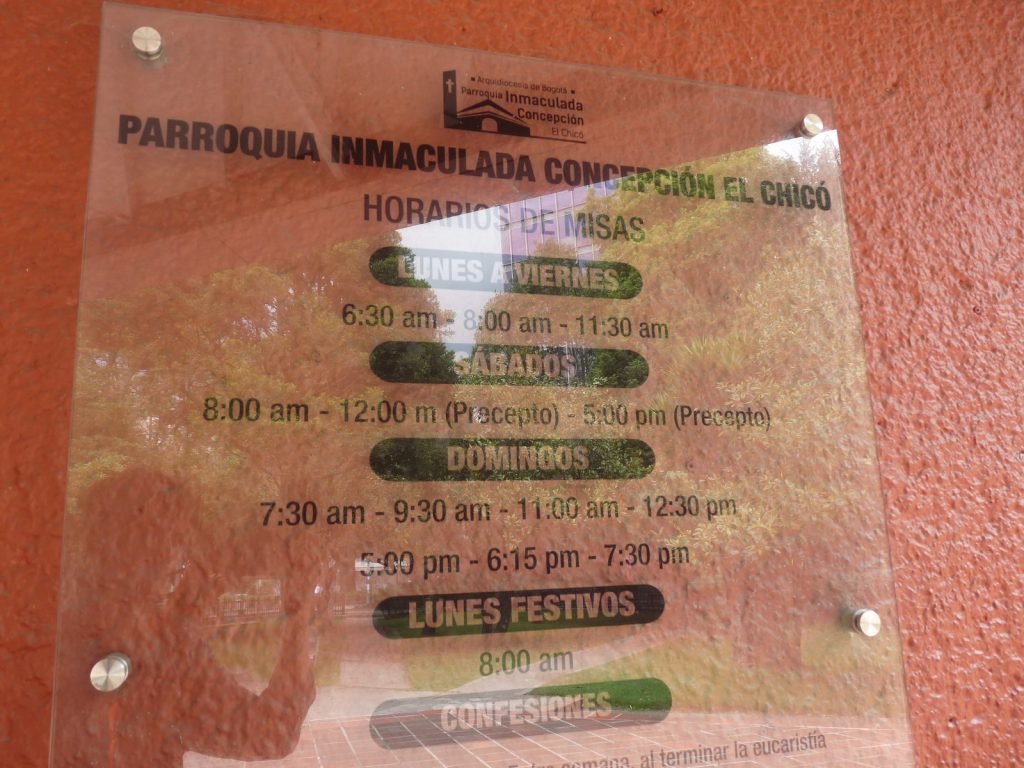 Arquidiócesis de Bogotá
Parroquia Inmaculada
Concepción
El Chicó
PARROQUIA INMACULADA CONCEPCIÓN EL CHICÓ
HORARIOS DE MISAS
LUNES A VIERNES
6:30 am - 8:00 am - 11:30 am
SÁBADOS
8:00 am - 12:00 m (Precepto) - 5:00 pm (Precepto)
DOMINGOS
7:30 am - 9:30 am - 11:00 am - 12:30 pm
5:00 pm - 6:15 pm - 7:30 pm
LUNES FESTIVOS
8:00 am
CONFESIONES
semana, al terminar la eucaristía